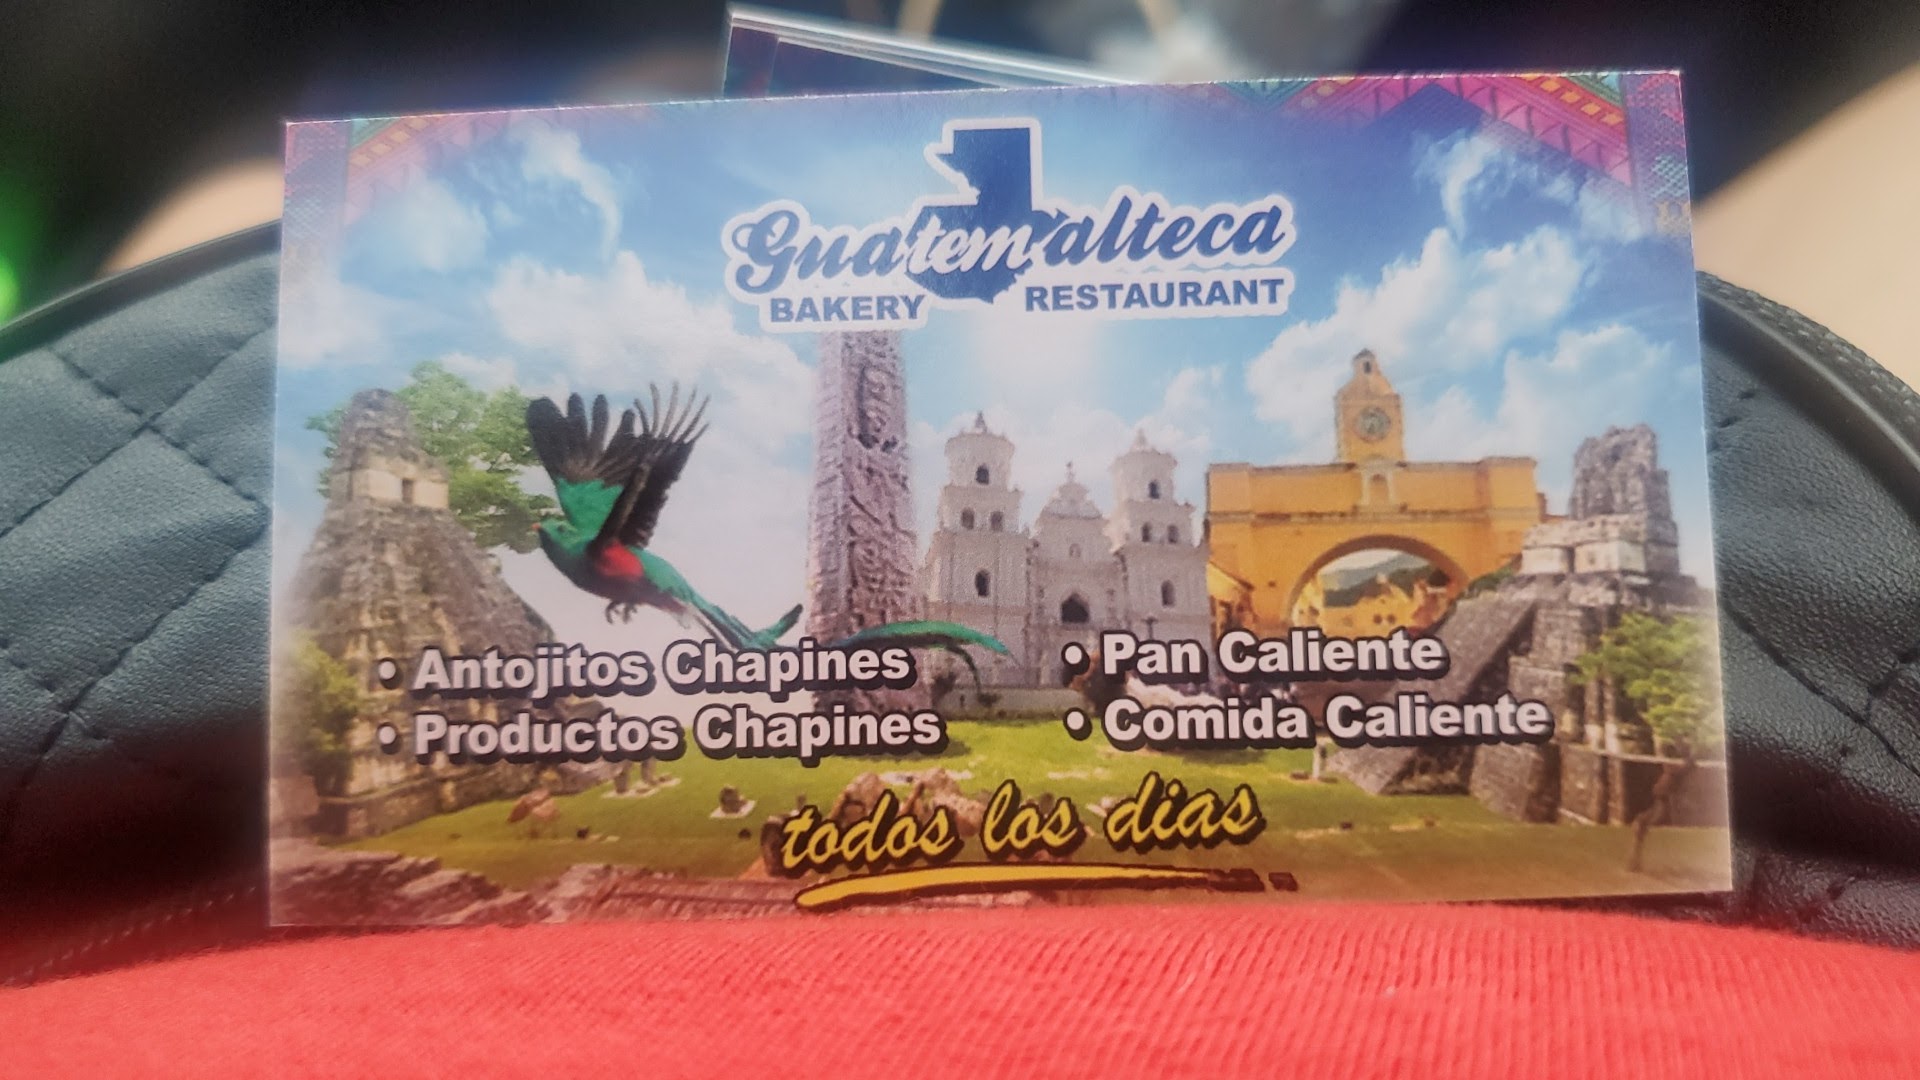 Guatemalteca
BAKERY RESTAURANT
• Antojitos Chapines
• Productos Chapines
• Pan Caliente
• Comida Caliente
todos los dias